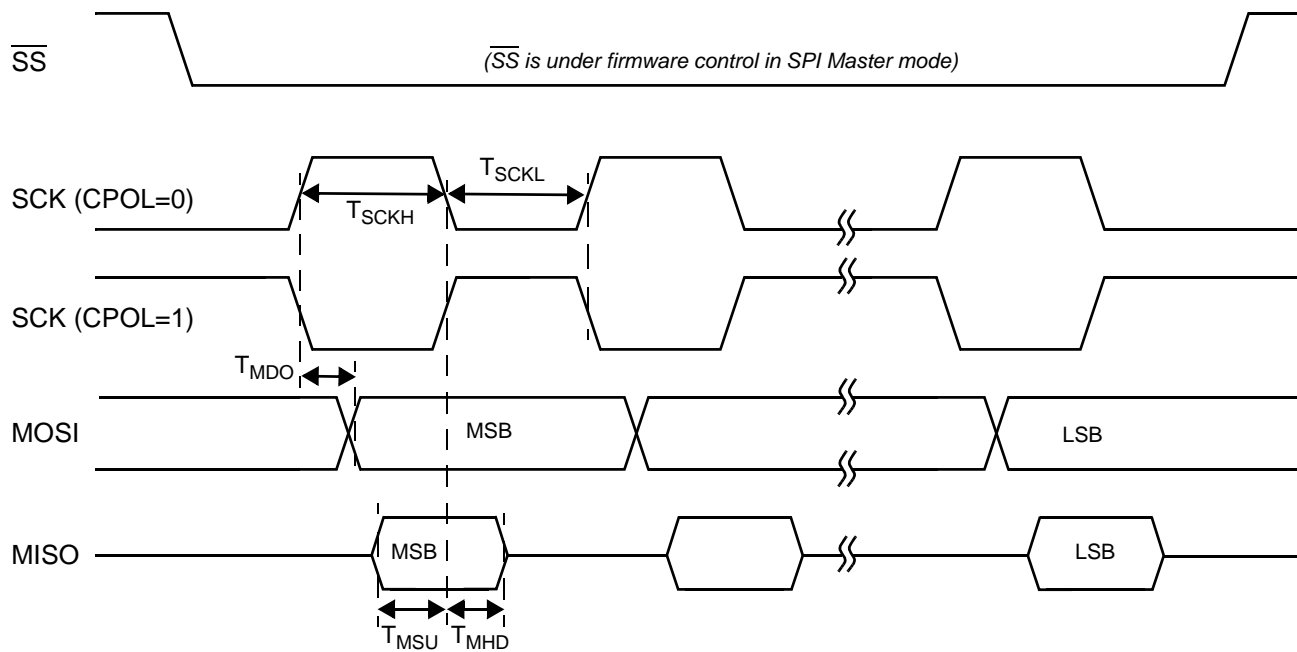 SS
(SS is under firmware control in SPI Master mode)
SCK (CPOL=0)
TSCKH
TSCKL
SCK (CPOL=1)
TMDO
MOSI
MSB
LSB
MISO
MSB
LSB
TMSU
TMHD